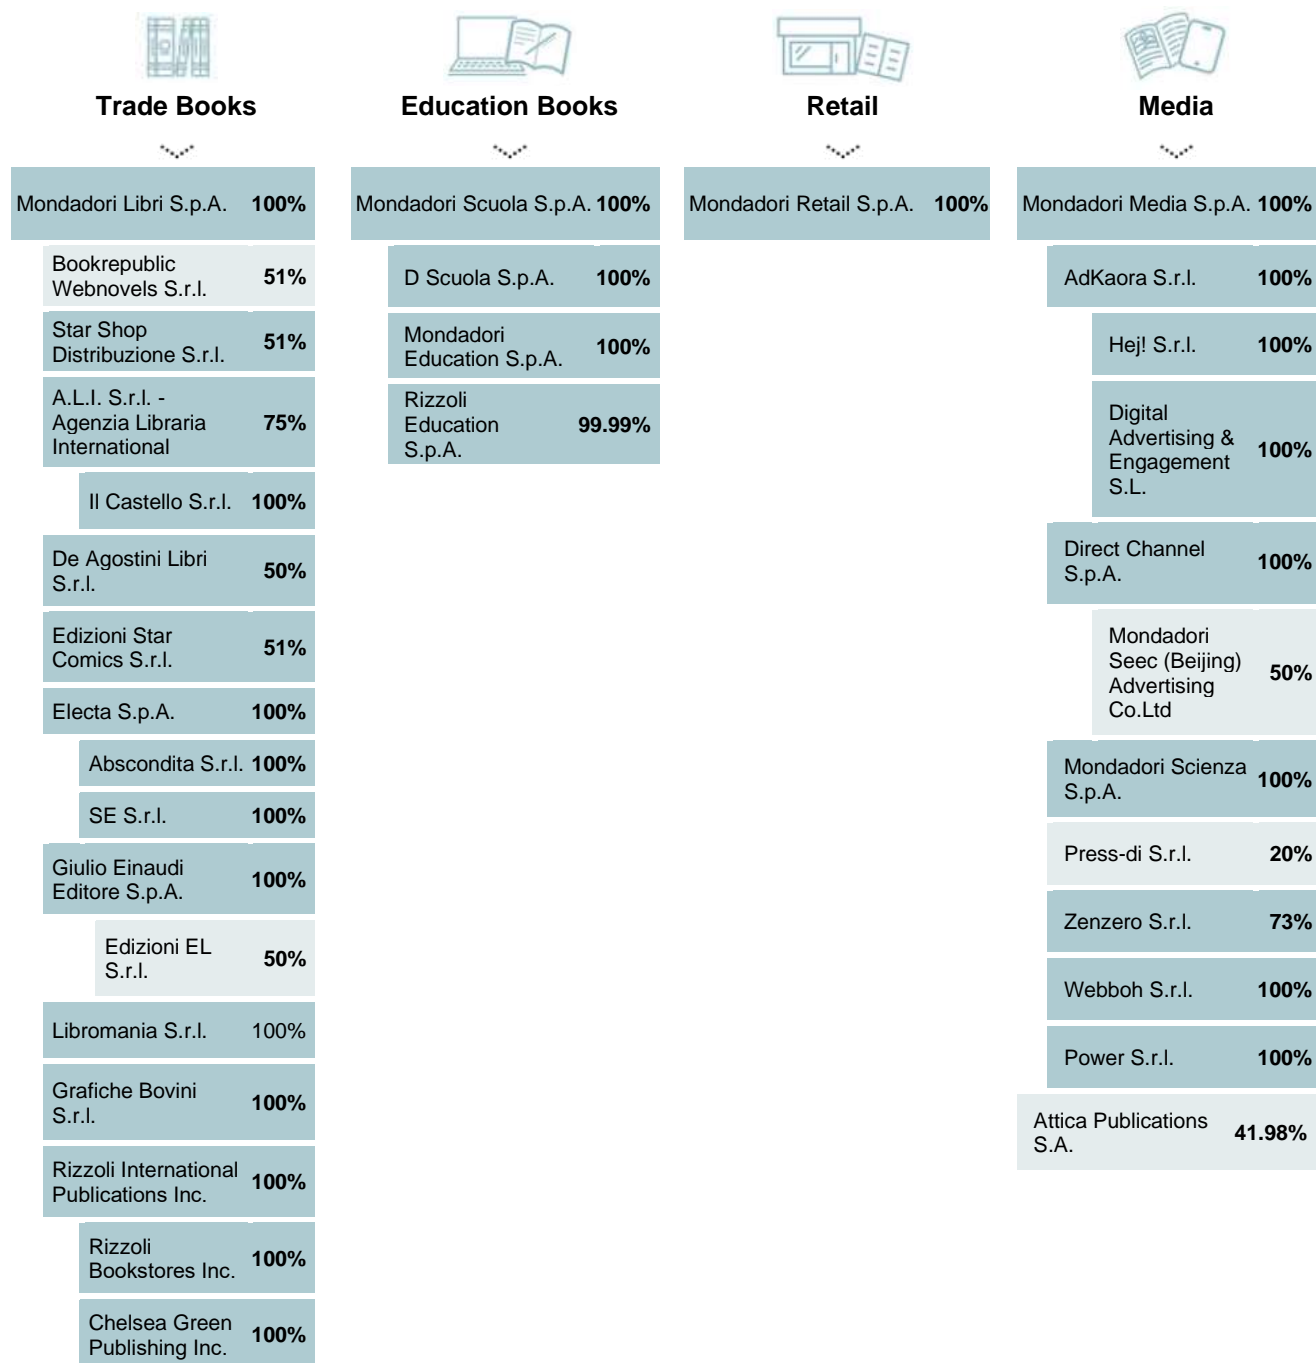 Trade Books
Mondadori Libri S.p.A. 100%
Bookrepublic
Webnovels S.r.l. 51%
Star Shop
Distribuzione S.r.l. 51%
A.L.I. S.r.l. -
Agenzia Libraria 75%
International
Il Castello S.r.l. 100%
De Agostini Libri
S.r.l. 50%
Edizioni Star
Comics S.r.l. 51%
Electa S.p.A. 100%
Abscondita S.r.l. 100%
SE S.r.l. 100%
Giulio Einaudi
Editore S.p.A. 100%
Edizioni EL
S.r.l. 50%
Libromania S.r.l. 100%
Grafiche Bovini
S.r.l. 100%
Rizzoli International
Publications Inc. 100%
Rizzoli
Bookstores Inc. 100%
Chelsea Green
Publishing Inc. 100%
Education Books
Mondadori Scuola S.p.A. 100%
D Scuola S.p.A. 100%
Mondadori
Education S.p.A. 100%
Rizzoli
Education 99.99%
S.p.A.
Retail
Mondadori Retail S.p.A. 100%
Media
Mondadori Media S.p.A. 100%
AdKaora S.r.l. 100%
Hej! S.r.l. 100%
Digital
Advertising &
Engagement 100%
S.L.
Direct Channel
S.p.A. 100%
Mondadori
Seec (Beijing)
Advertising 50%
Co.Ltd
Mondadori Scienza
S.p.A. 100%
Press-di S.r.l. 20%
Zenzero S.r.l. 73%
Webboh S.r.l. 100%
Power S.r.l. 100%
Attica Publications
S.A. 41.98%